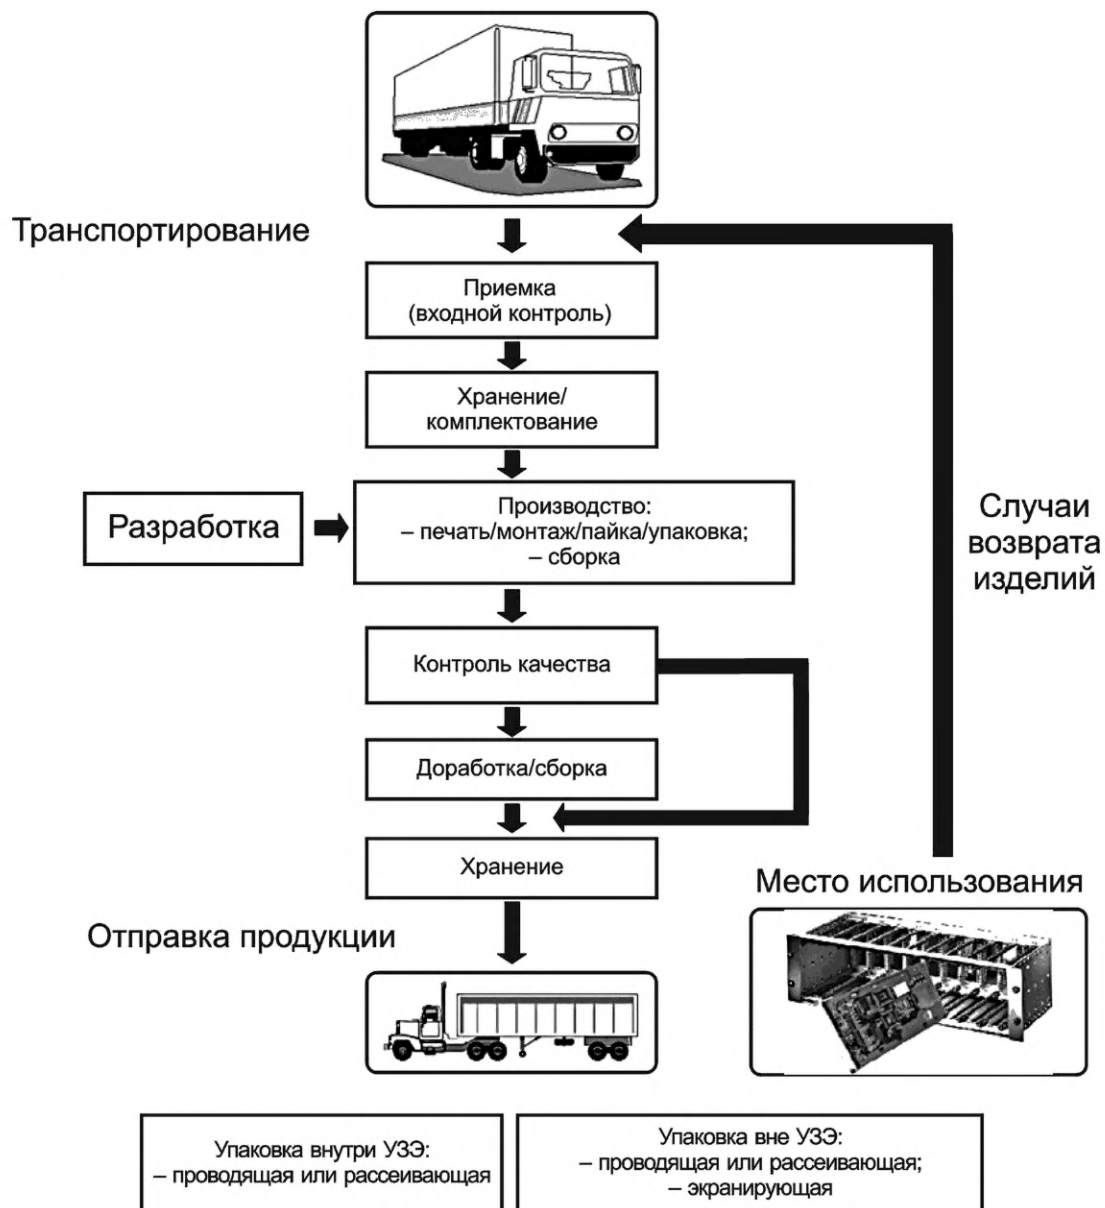 Транспортирование
Приемка
(входной контроль)
Хранение/
комплектование
Разработка
Производство:
– печать/монтаж/пайка/упаковка;
– сборка
Случаи
возврата
изделий
Контроль качества
Доработка/сборка
Хранение
Место использования
Отправка продукции
Упаковка внутри УЗЭ:
– проводящая или рассеивающая
Упаковка вне УЗЭ:
– проводящая или рассеивающая;
– экранирующая